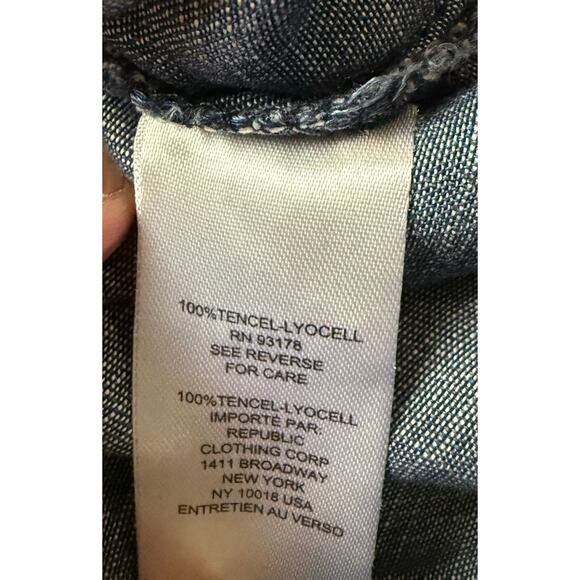 100%TENCEL-LYOCELL
RN 93178
SEE REVERSE
FOR CARE
100%TENCEL-LYOCELL
IMPORTÉ PAR:
REPUBLIC
CLOTHING CORP
1411 BROADWAY
NEW YORK
NY 10018 USA
ENTRETIEN AU VERSO